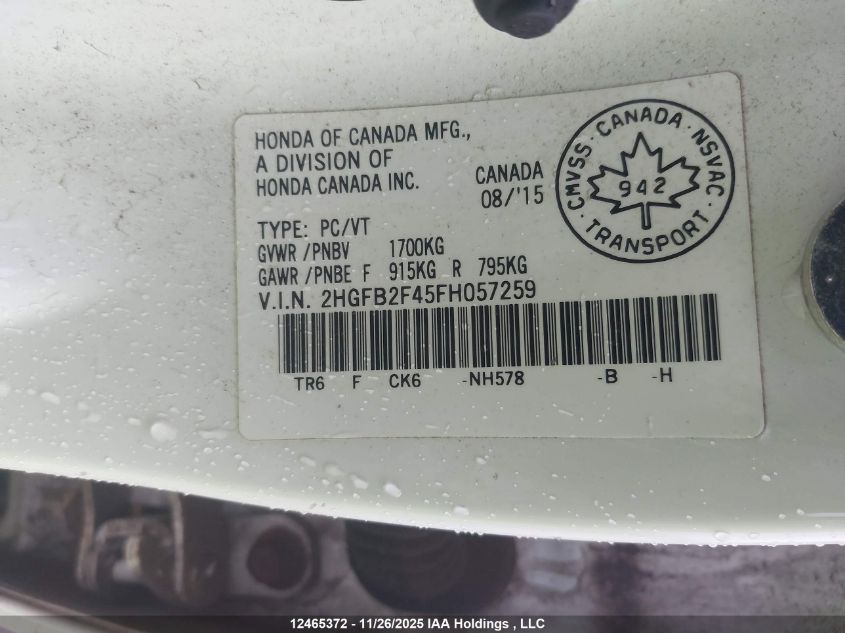 HONDA OF CANADA MFG.,
A DIVISION OF
HONDA CANADA INC.
CANADA
08/'15
CMVSS · CANADA · NSVAC
942
TRANSPORT
TYPE: PC/VT
GVWR /PNBV 1700KG
GAWR /PNBE F 915KG R 795KG
V.I.N. 2HGFB2F45FH057259
TR6 F CK6 -NH578 -B -H
12465372 - 11/26/2025 IAA Holdings , LLC